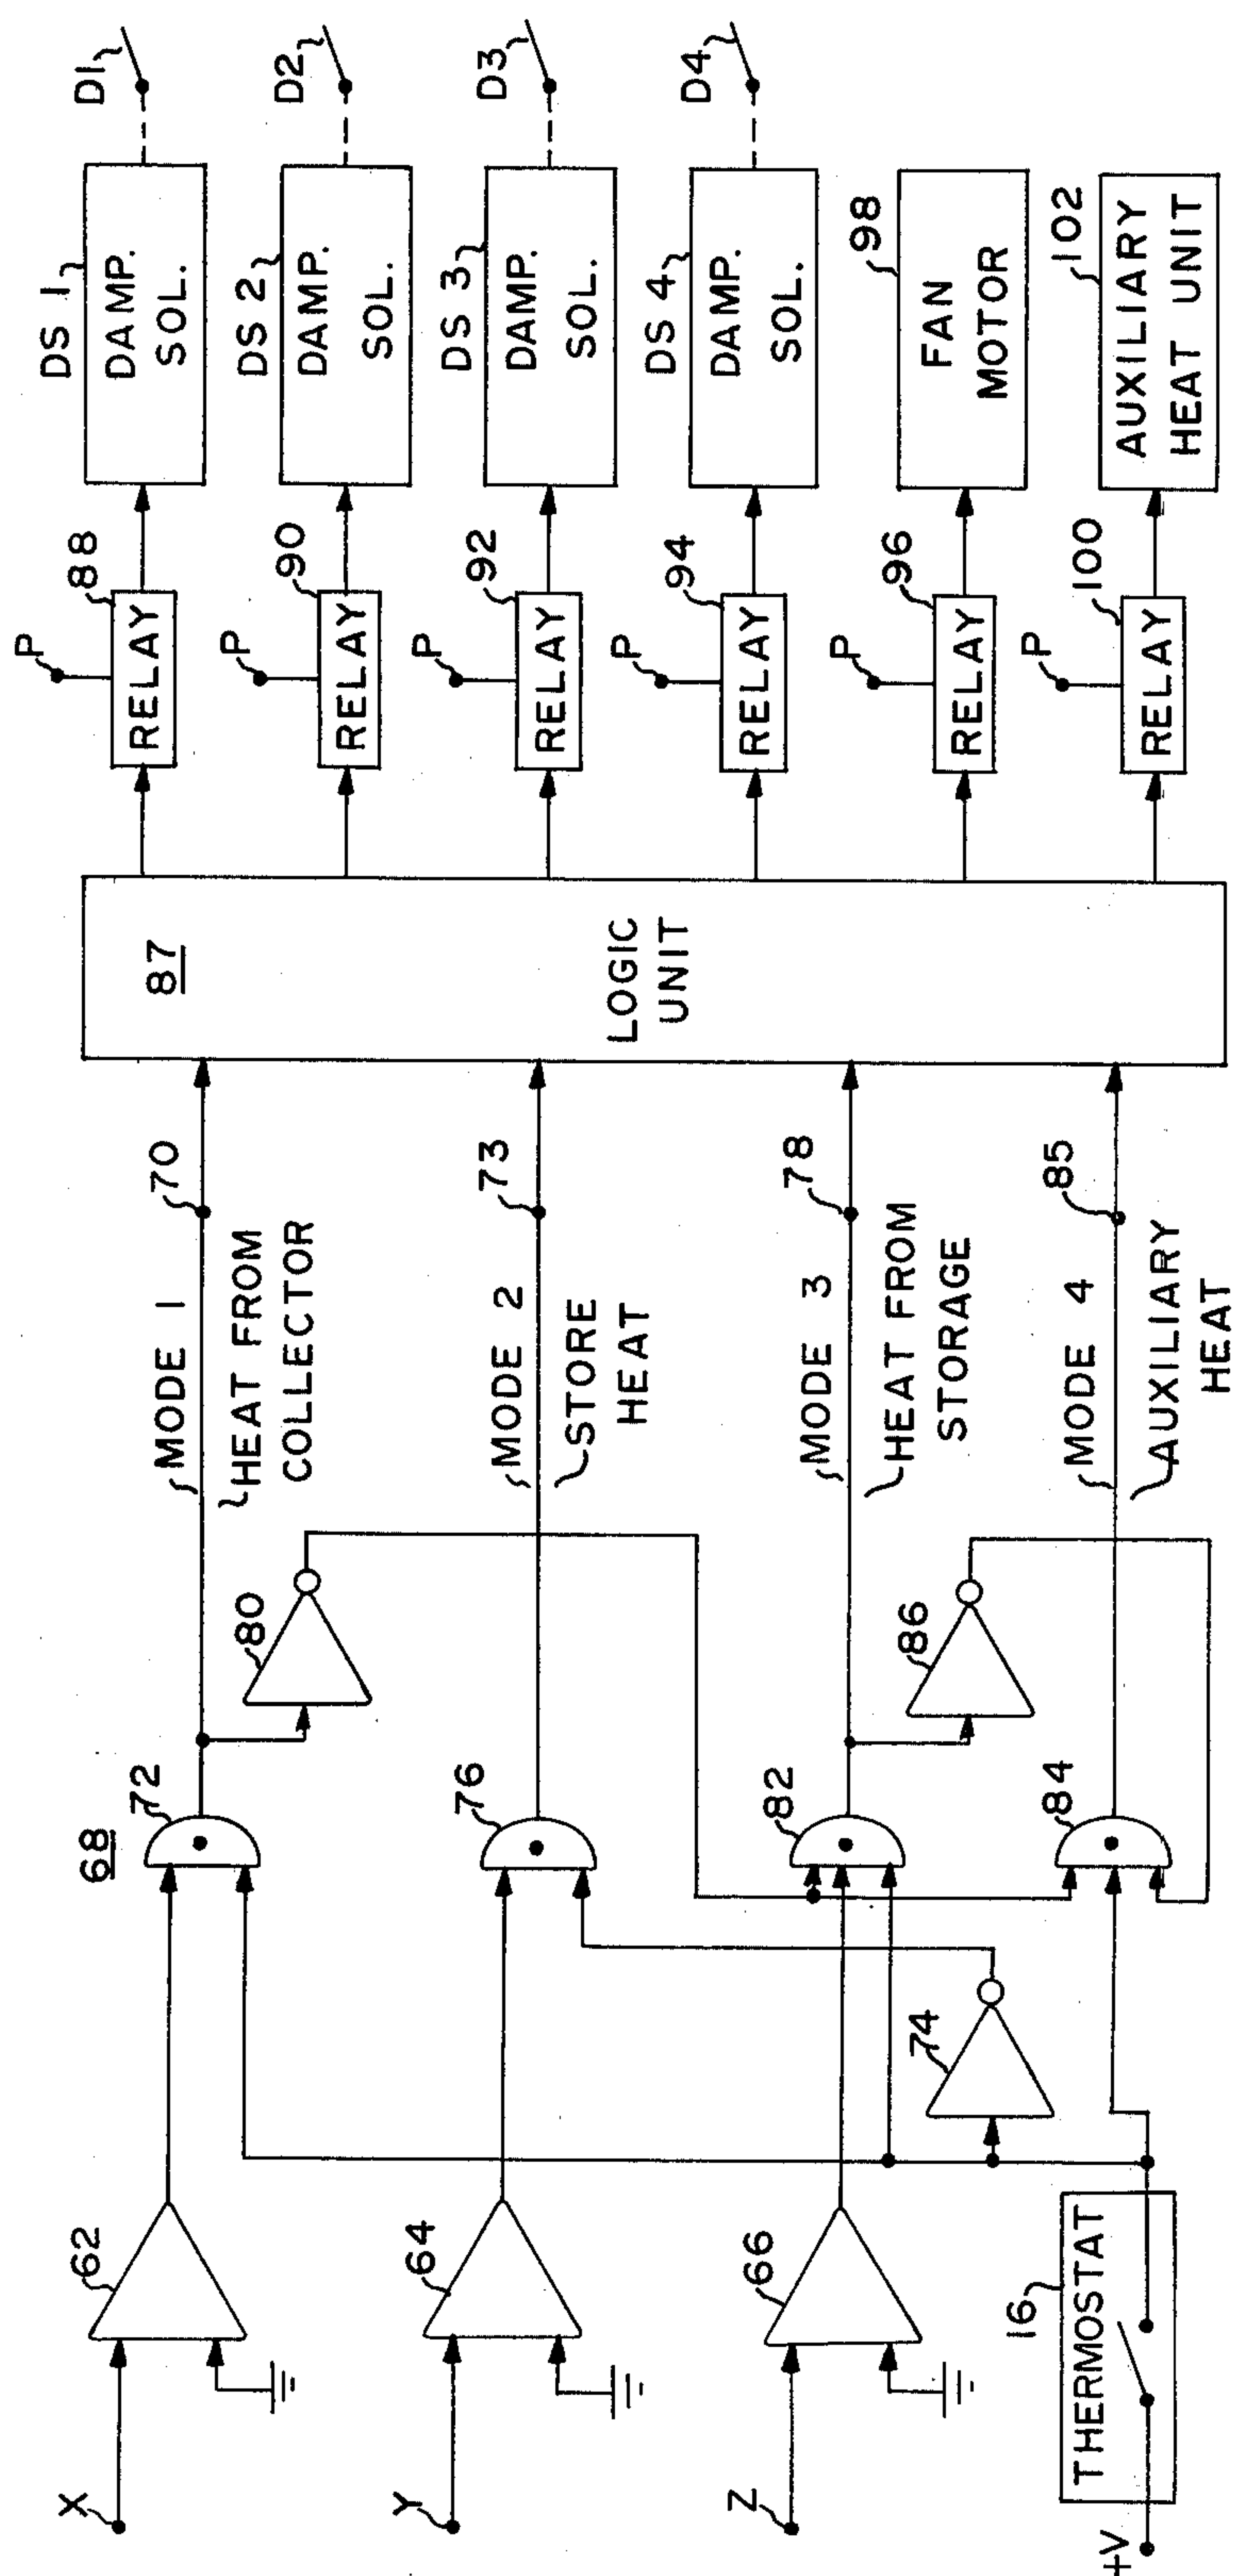 X
62
Y
64
Z
66
+V
16
THERMOSTAT
74
68
72
76
82
84
80
86
MODE 1
HEAT FROM
COLLECTOR
70
MODE 2
STORE
HEAT
73
MODE 3
HEAT FROM
STORAGE
78
MODE 4
AUXILIARY
HEAT
85
87
LOGIC
UNIT
P
88
RELAY
DS 1
DAMP.
SOL.
D1
P
90
RELAY
DS 2
DAMP.
SOL.
D2
P
92
RELAY
DS 3
DAMP.
SOL.
D3
P
94
RELAY
DS 4
DAMP.
SOL.
D4
P
96
RELAY
98
FAN
MOTOR
P
100
RELAY
102
AUXILIARY
HEAT UNIT